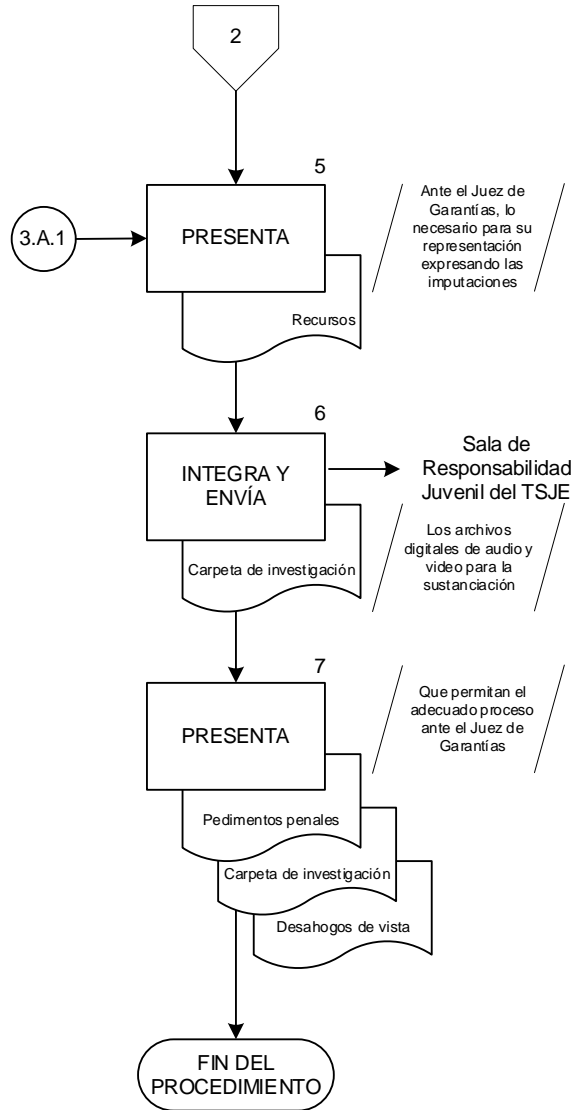 2
5
3.A.1
PRESENTA
Ante el Juez de
Garantías, lo
necesario para su
representación
expresando las
imputaciones
Recursos
6
INTEGRA Y
ENVÍA
Sala de
Responsabilidad
Juvenil del TSJE
Carpeta de investigación
Los archivos
digitales de audio y
video para la
sustanciación
7
PRESENTA
Que permitan el
adecuado proceso
ante el Juez de
Garantías
Pedimentos penales
Carpeta de investigación
Desahogos de vista
FIN DEL
PROCEDIMIENTO